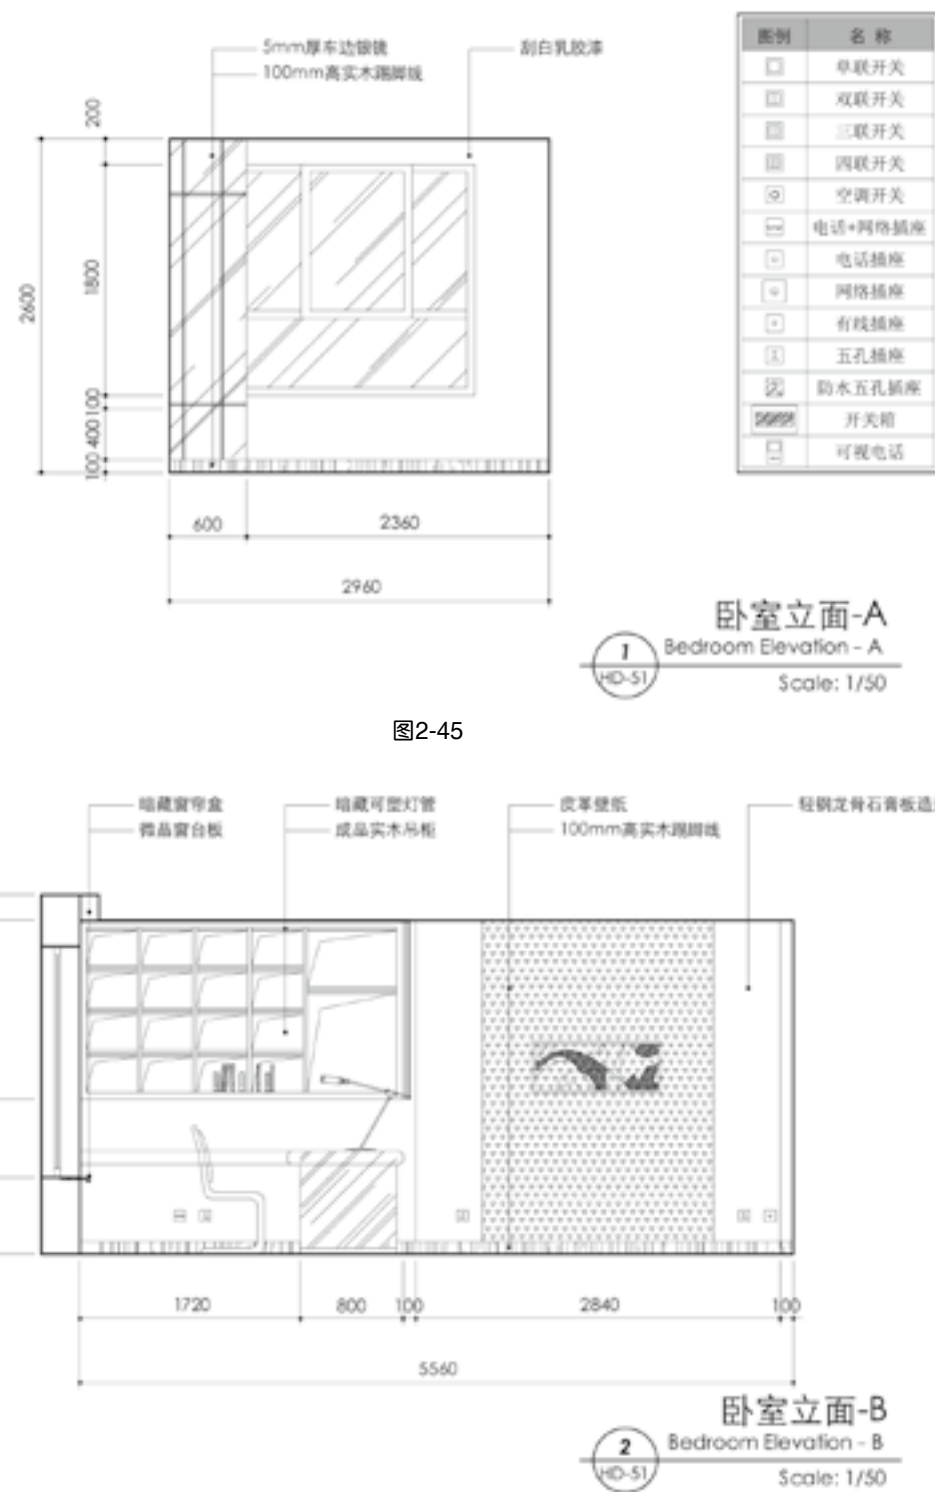 5mm厚车边银镜
100mm高实木踢脚线
刮白乳胶漆
200
2600
1800
100
400
100
600
2360
2960
图例 名 称
单联开关
双联开关
三联开关
四联开关
空调开关
电话+网络插座
电话插座
网络插座
有线插座
五孔插座
防水五孔插座
开关箱
可视电话
卧室立面-A
1
HD-51
Bedroom Elevation - A
Scale: 1/50
图2-45
暗藏窗帘盒
微晶窗台板
暗藏可塑灯管
成品实木吊柜
皮革壁纸
100mm高实木踢脚线
轻钢龙骨石膏板造
1720
800
100
2840
100
5560
卧室立面-B
2
HD-51
Bedroom Elevation - B
Scale: 1/50